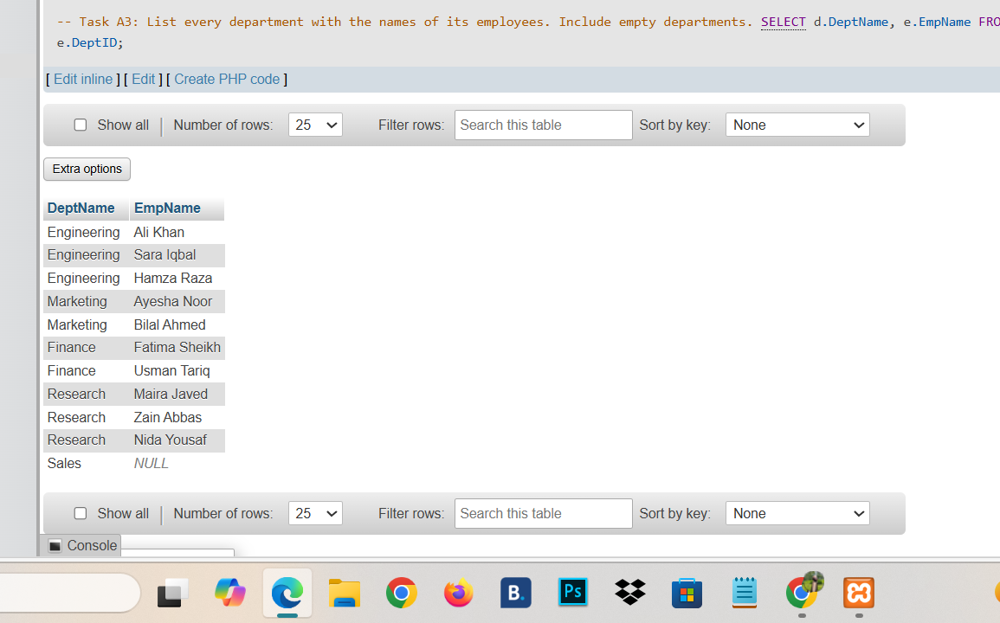 -- Task A3: List every department with the names of its employees. Include empty departments. SELECT d.DeptName, e.EmpName FRO
e.DeptID;
[ Edit inline ] [ Edit ] [ Create PHP code ]
Show all | Number of rows: 25 Filter rows: Search this table Sort by key: None
Extra options
DeptName EmpName
Engineering Ali Khan
Engineering Sara Iqbal
Engineering Hamza Raza
Marketing Ayesha Noor
Marketing Bilal Ahmed
Finance Fatima Sheikh
Finance Usman Tariq
Research Maira Javed
Research Zain Abbas
Research Nida Yousaf
Sales NULL
Show all | Number of rows: 25 Filter rows: Search this table Sort by key: None
Console
B. Ps